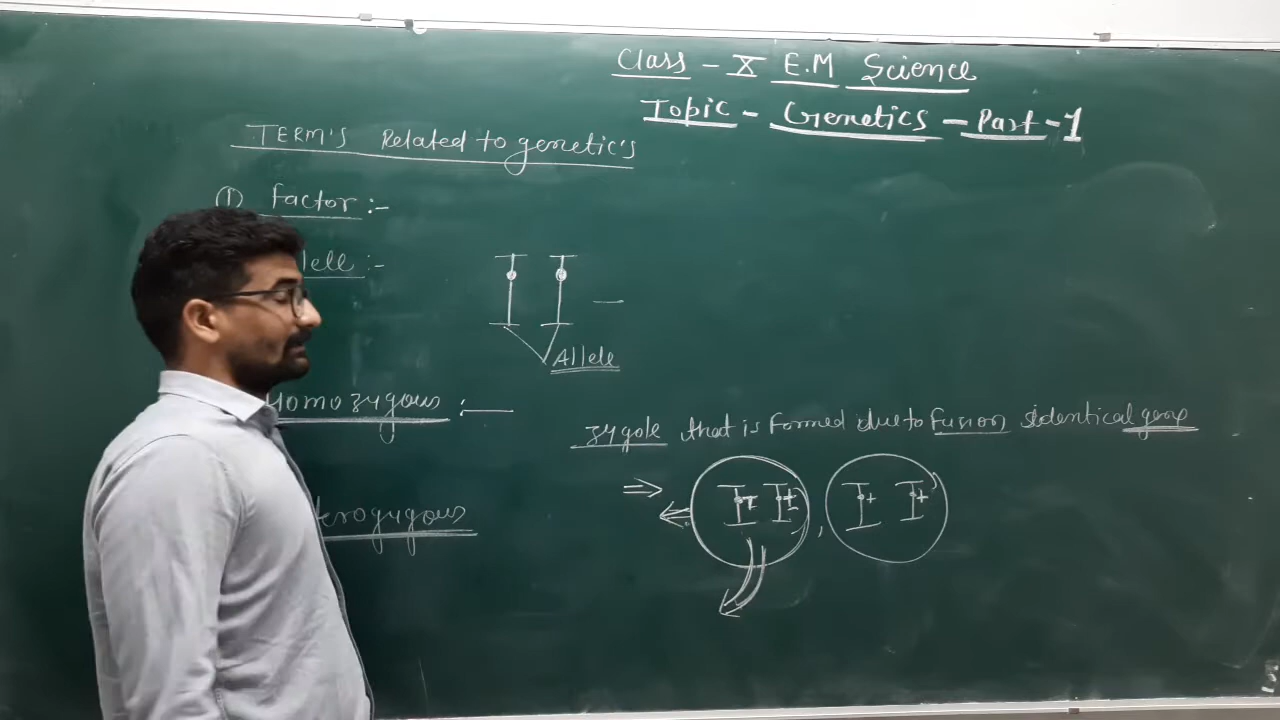 Class - X E.M Science
Topic - Genetics - Part-1
TERM'S Related to genetic's
① Factor :-
lell :-
Allele
Homozygous :-
zygote that is formed due to fusion identical
T T , t t
terozygous